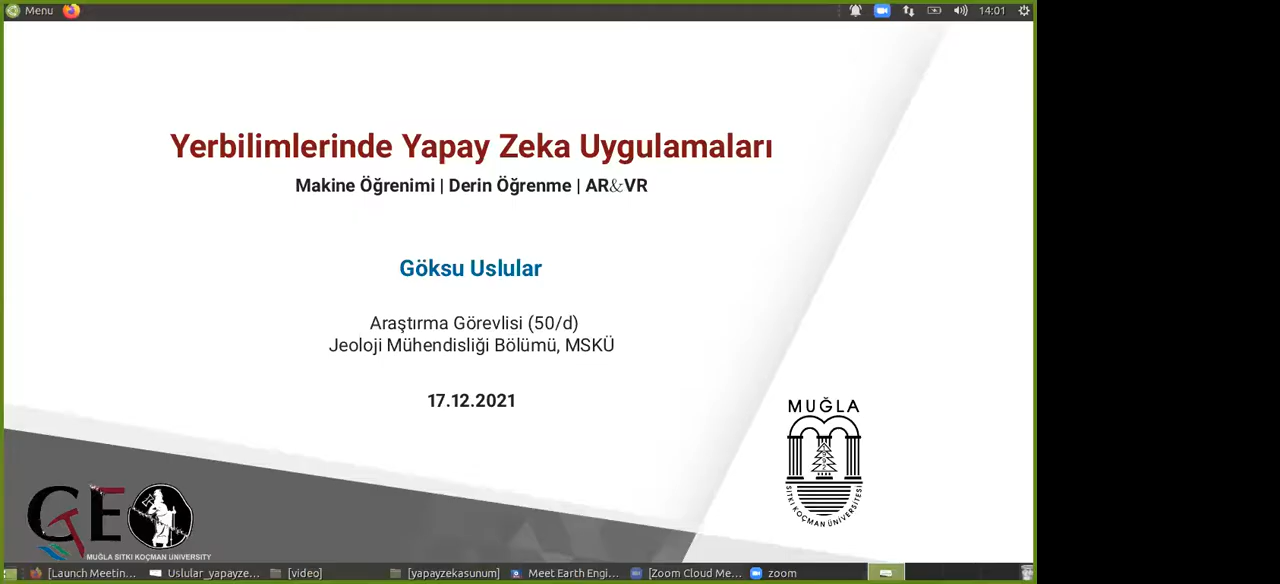 Menu
14:01
Yerbilimlerinde Yapay Zeka Uygulamaları
Makine Öğrenimi | Derin Öğrenme | AR&VR
Göksu Uslular
Araştırma Görevlisi (50/d)
Jeoloji Mühendisliği Bölümü, MSKÜ
17.12.2021
MUĞLA
1992
SITKI KOÇMAN ÜNİVERSİTESİ
GEO
MUĞLA SITKI KOÇMAN UNIVERSITY
[Launch Meetin... Uslular_yapayze... [video] [yapayzekasunum] Meet Earth Engi... [Zoom Cloud Me... zoom